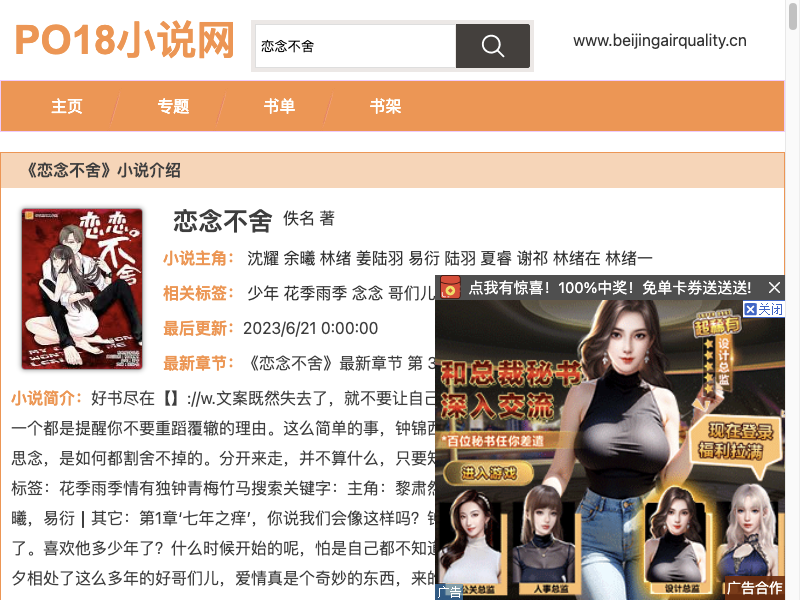 PO18小说网
恋念不舍
www.beijingairquality.cn
主页
专题
书单
书架
《恋念不舍》小说介绍
恋念不舍 佚名 著
小说主角： 沈耀 余曦 林绪 姜陆羽 易衍 陆羽 夏睿 谢祁 林绪在 林绪一
相关标签： 少年 花季雨季 念念 哥们儿
最后更新：2023/6/21 0:00:00
最新章节： 《恋念不舍》最新章节 第 3
小说简介：好书尽在【】://w.文案既然失去了，就不要让自己
一个都是提醒你不要重蹈覆辙的理由。这么简单的事，钟锦西
思念，是如何都割舍不掉的。分开来走，并不算什么，只要知
标签：花季雨季情有独钟青梅竹马搜索关键字：主角：黎肃然
曦，易衍 ┃ 其它：第1章‘七年之痒’，你说我们会像这样吗？钟
了。喜欢他多少年了？什么时候开始的呢，怕是自己都不知道
夕相处了这么多年的好哥们儿，爱情真是个奇妙的东西，来的
恋恋。
不舍
点我有惊喜！100%中奖！免单卡券送送送!
关闭
超稀有
设计总监
和总裁秘书
深入交流
*百位秘书任你差遣
进入游戏
现在登录
福利拉满
公关总监
人事总监
设计总监
广告
广告合作